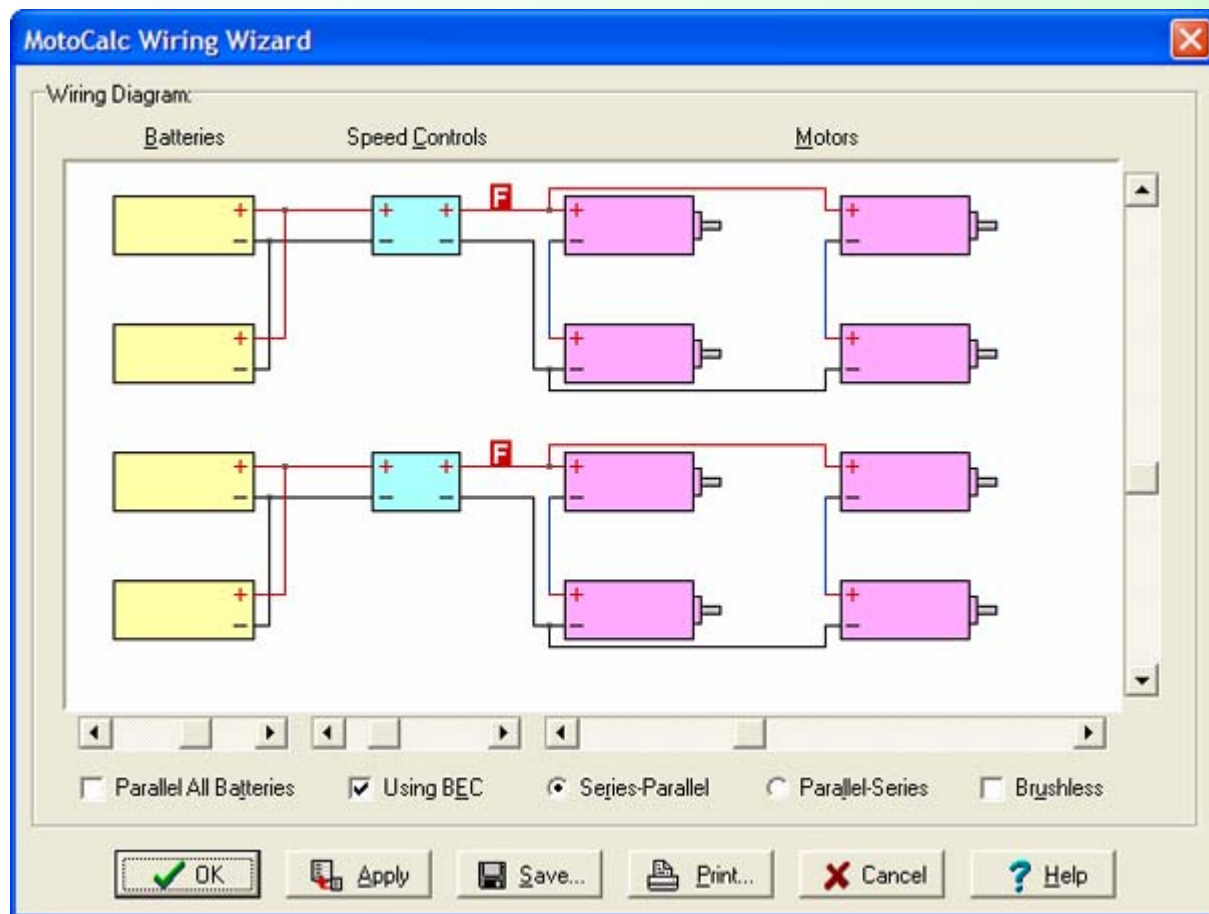 MotoCalc Wiring Wizard
Wiring Diagram:
Batteries Speed Controls Motors
+ + + F + +
− − − − −
+ + +
− − −
+ + + F + +
− − − − −
+ + +
− − −
Parallel All Batteries Using BEC Series-Parallel Parallel-Series Brushless
OK Apply Save... Print... Cancel ? Help